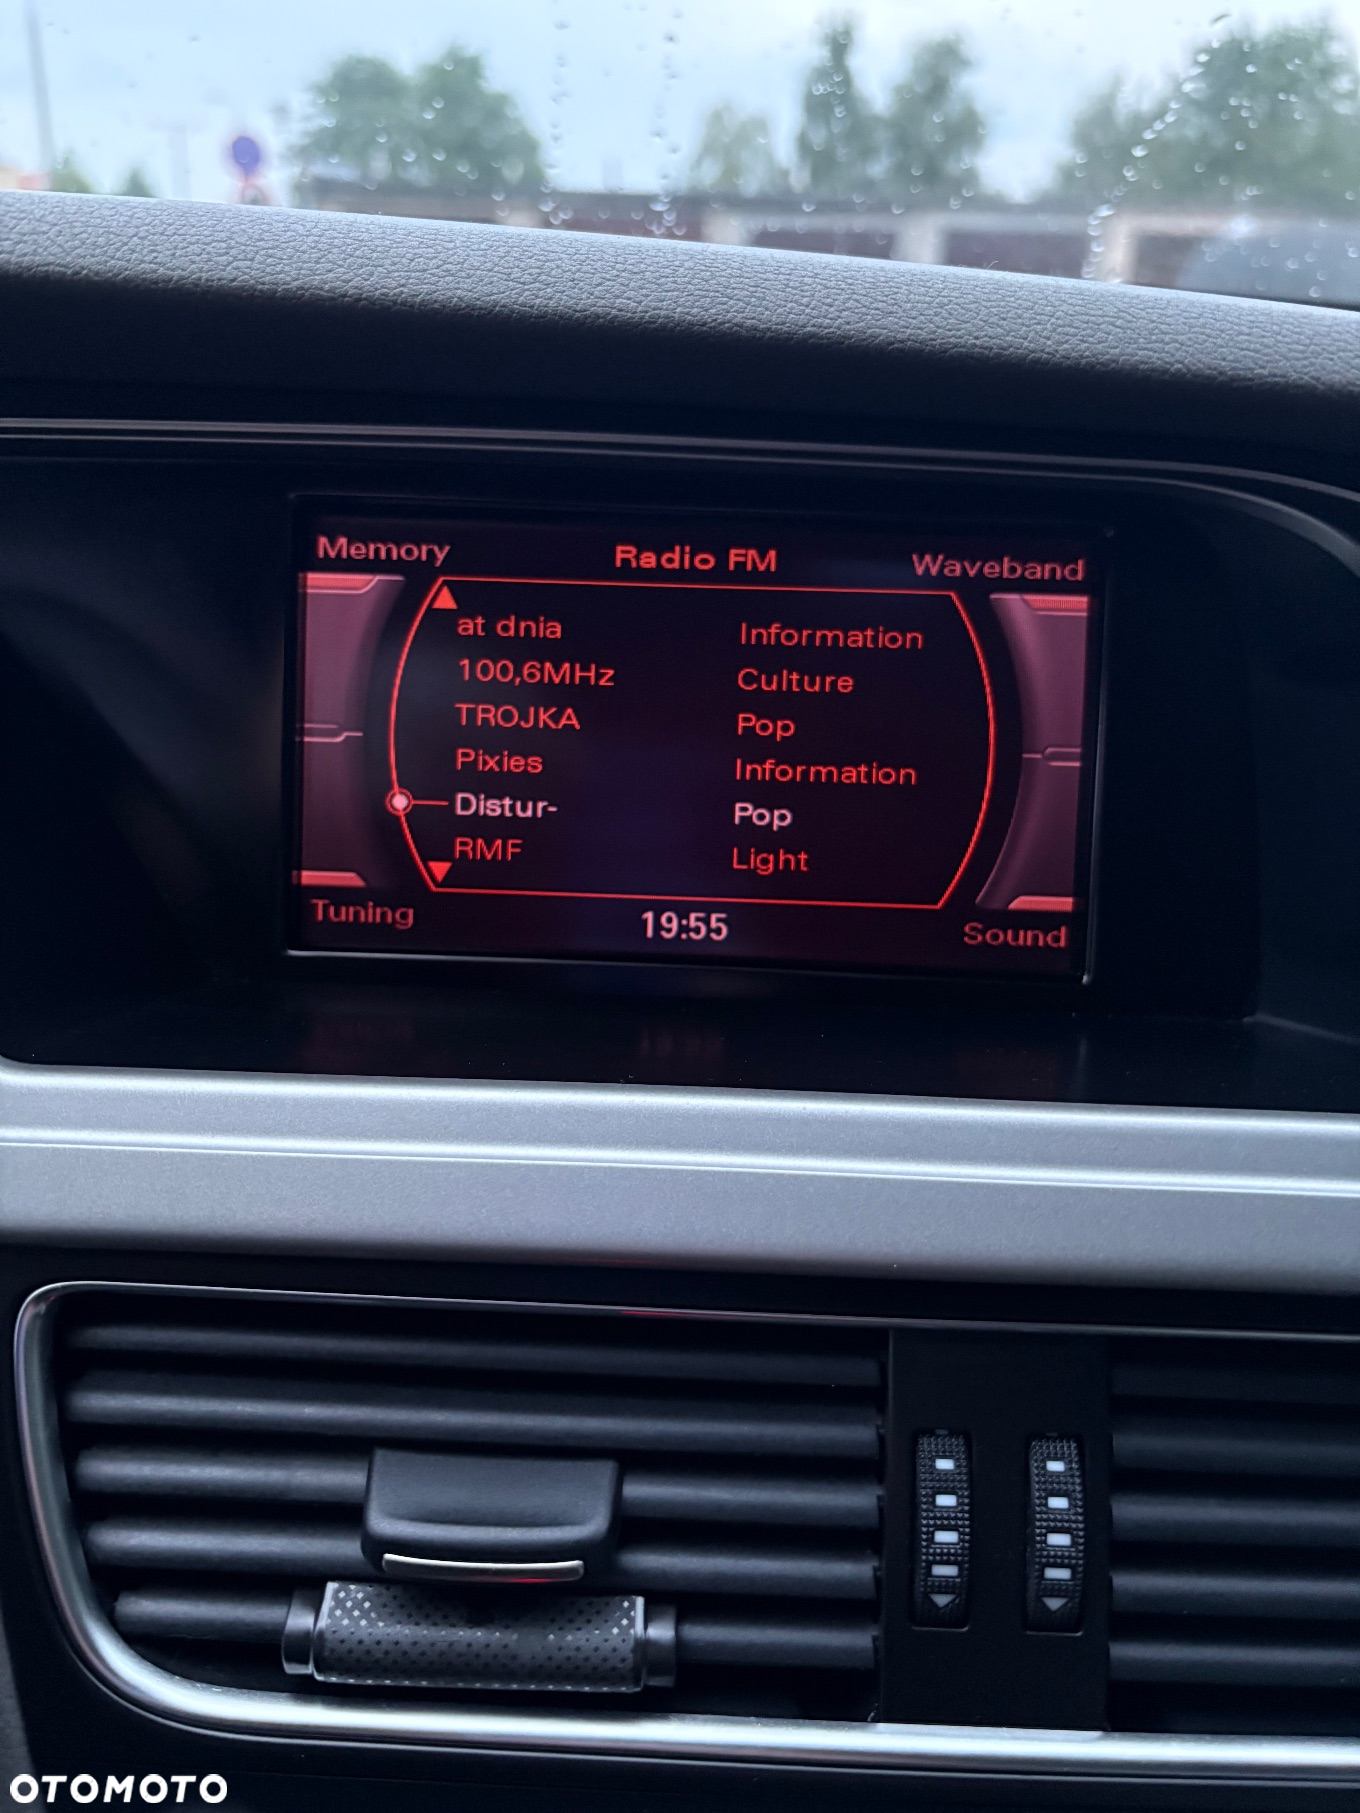 Memory Radio FM Waveband
at dnia Information
100,6MHz Culture
TROJKA Pop
Pixies Information
Distur- Pop
RMF Light
Tuning 19:55 Sound
OTOMOTO